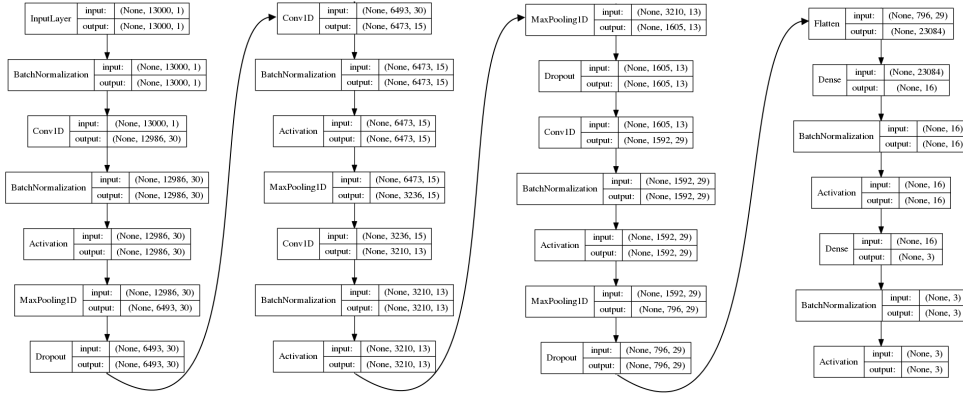 InputLayer input: (None, 13000, 1)
output: (None, 13000, 1)
BatchNormalization input: (None, 13000, 1)
output: (None, 13000, 1)
Conv1D input: (None, 13000, 1)
output: (None, 12986, 30)
BatchNormalization input: (None, 12986, 30)
output: (None, 12986, 30)
Activation input: (None, 12986, 30)
output: (None, 12986, 30)
MaxPooling1D input: (None, 12986, 30)
output: (None, 6493, 30)
Dropout input: (None, 6493, 30)
output: (None, 6493, 30)
Conv1D input: (None, 6493, 30)
output: (None, 6473, 15)
BatchNormalization input: (None, 6473, 15)
output: (None, 6473, 15)
Activation input: (None, 6473, 15)
output: (None, 6473, 15)
MaxPooling1D input: (None, 6473, 15)
output: (None, 3236, 15)
Conv1D input: (None, 3236, 15)
output: (None, 3210, 13)
BatchNormalization input: (None, 3210, 13)
output: (None, 3210, 13)
Activation input: (None, 3210, 13)
output: (None, 3210, 13)
MaxPooling1D input: (None, 3210, 13)
output: (None, 1605, 13)
Dropout input: (None, 1605, 13)
output: (None, 1605, 13)
Conv1D input: (None, 1605, 13)
output: (None, 1592, 29)
BatchNormalization input: (None, 1592, 29)
output: (None, 1592, 29)
Activation input: (None, 1592, 29)
output: (None, 1592, 29)
MaxPooling1D input: (None, 1592, 29)
output: (None, 796, 29)
Dropout input: (None, 796, 29)
output: (None, 796, 29)
Flatten input: (None, 796, 29)
output: (None, 23084)
Dense input: (None, 23084)
output: (None, 16)
BatchNormalization input: (None, 16)
output: (None, 16)
Activation input: (None, 16)
output: (None, 16)
Dense input: (None, 16)
output: (None, 3)
BatchNormalization input: (None, 3)
output: (None, 3)
Activation input: (None, 3)
output: (None, 3)